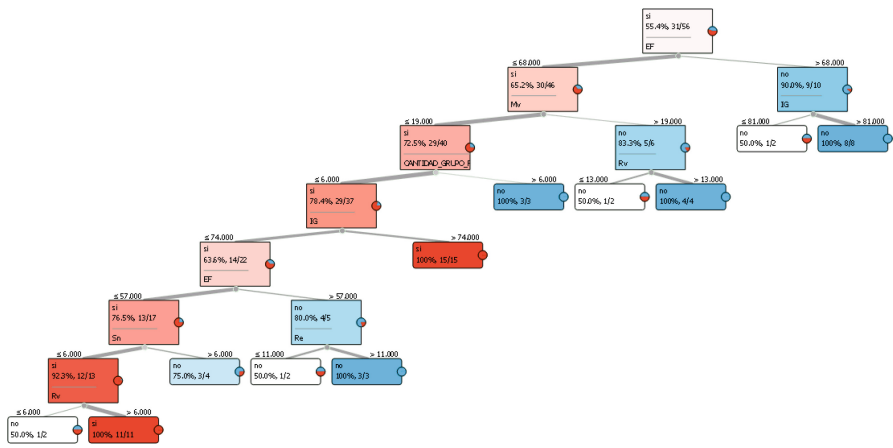 si
55.4%, 31/56
EF
≤ 68.000
> 68.000
si
65.2%, 30/46
Mv
no
90.0%, 9/10
IG
≤ 19.000
> 19.000
≤ 81.000
> 81.000
si
72.5%, 29/40
CANTIDAD_GRUPO_F
no
83.3%, 5/6
Rv
no
50.0%, 1/2
no
100%, 8/8
≤ 6.000
> 6.000
≤ 13.000
> 13.000
si
78.4%, 29/37
IG
no
100%, 3/3
no
50.0%, 1/2
no
100%, 4/4
≤ 74.000
> 74.000
si
63.6%, 14/22
EF
si
100%, 15/15
≤ 57.000
> 57.000
si
76.5%, 13/17
Sn
no
80.0%, 4/5
Re
≤ 6.000
> 6.000
≤ 11.000
> 11.000
si
92.3%, 12/13
Rv
no
75.0%, 3/4
no
50.0%, 1/2
no
100%, 3/3
≤ 6.000
> 6.000
no
50.0%, 1/2
si
100%, 11/11